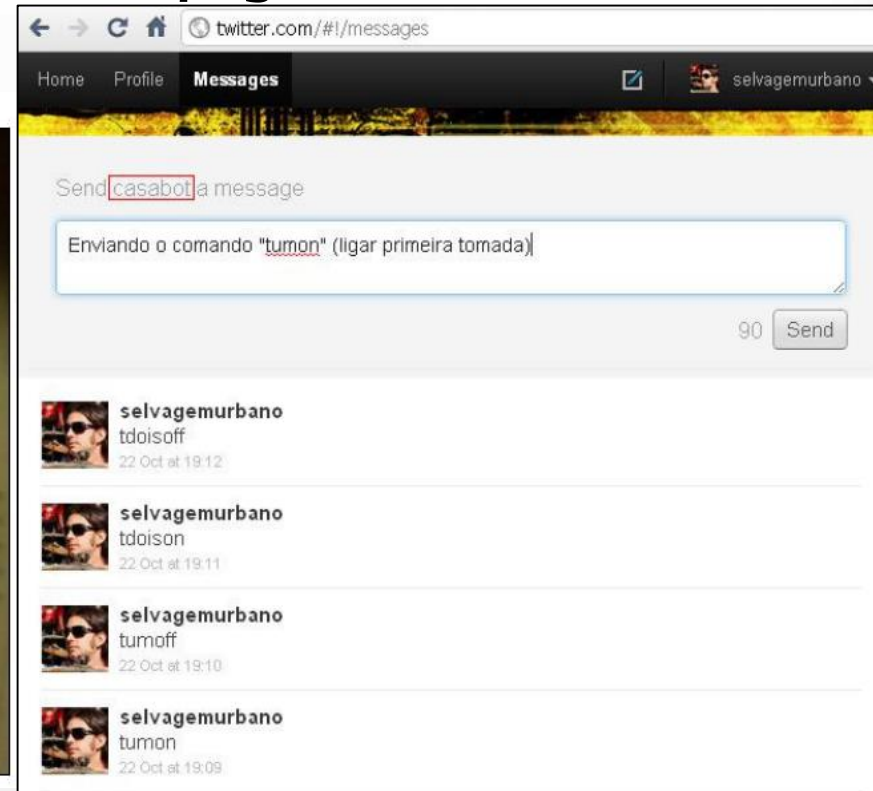 twitter.com/#!/messages
Home Profile Messages selvagemurbano
Send casabot a message
Enviando o comando "tumon" (ligar primeira tomada)
90 Send
selvagemurbano
tdoisoff
22 Oct at 19:12
selvagemurbano
tdoison
22 Oct at 19:11
selvagemurbano
tumoff
22 Oct at 19:10
selvagemurbano
tumon
22 Oct at 19:09